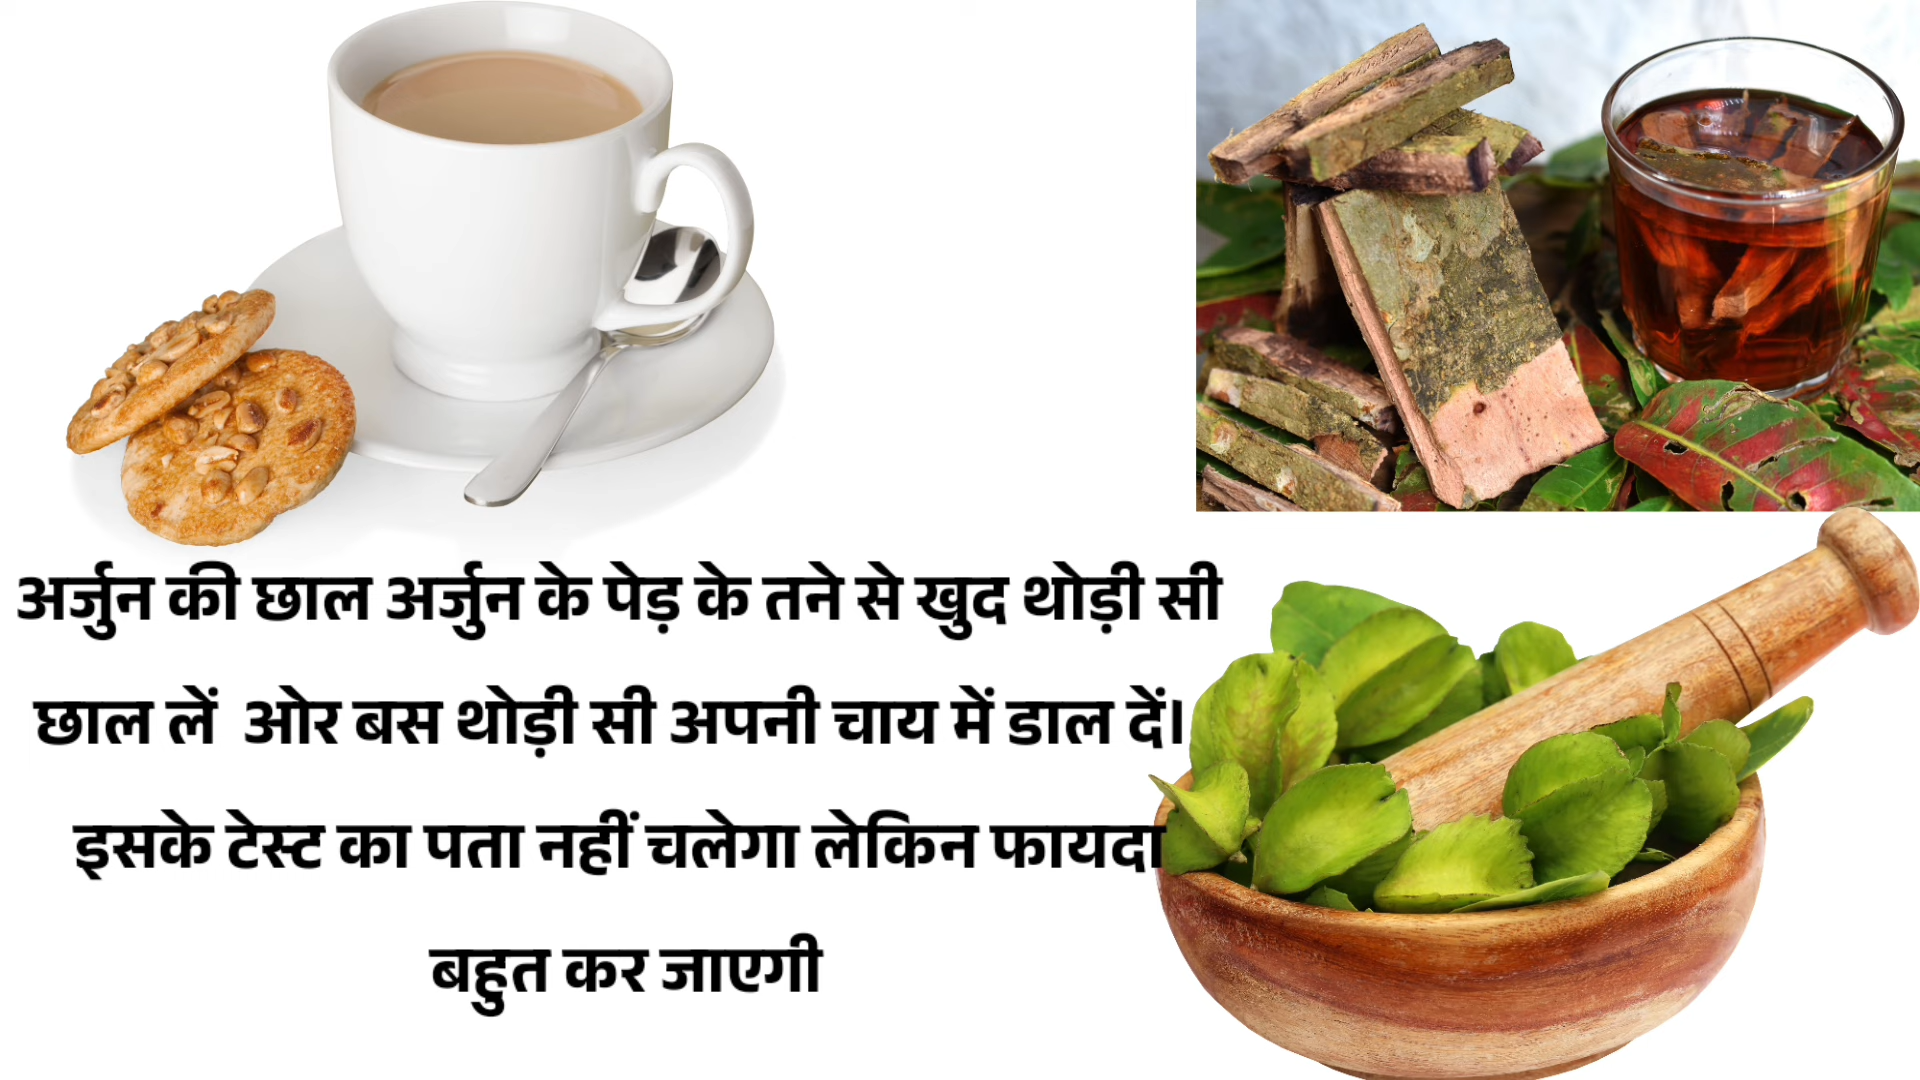 अर्जुन की छाल अर्जुन के पेड़ के तने से खुद थोड़ी सी
छाल लें ओर बस थोड़ी सी अपनी चाय में डाल दें।
इसके टेस्ट का पता नहीं चलेगा लेकिन फायदा
बहुत कर जाएगी